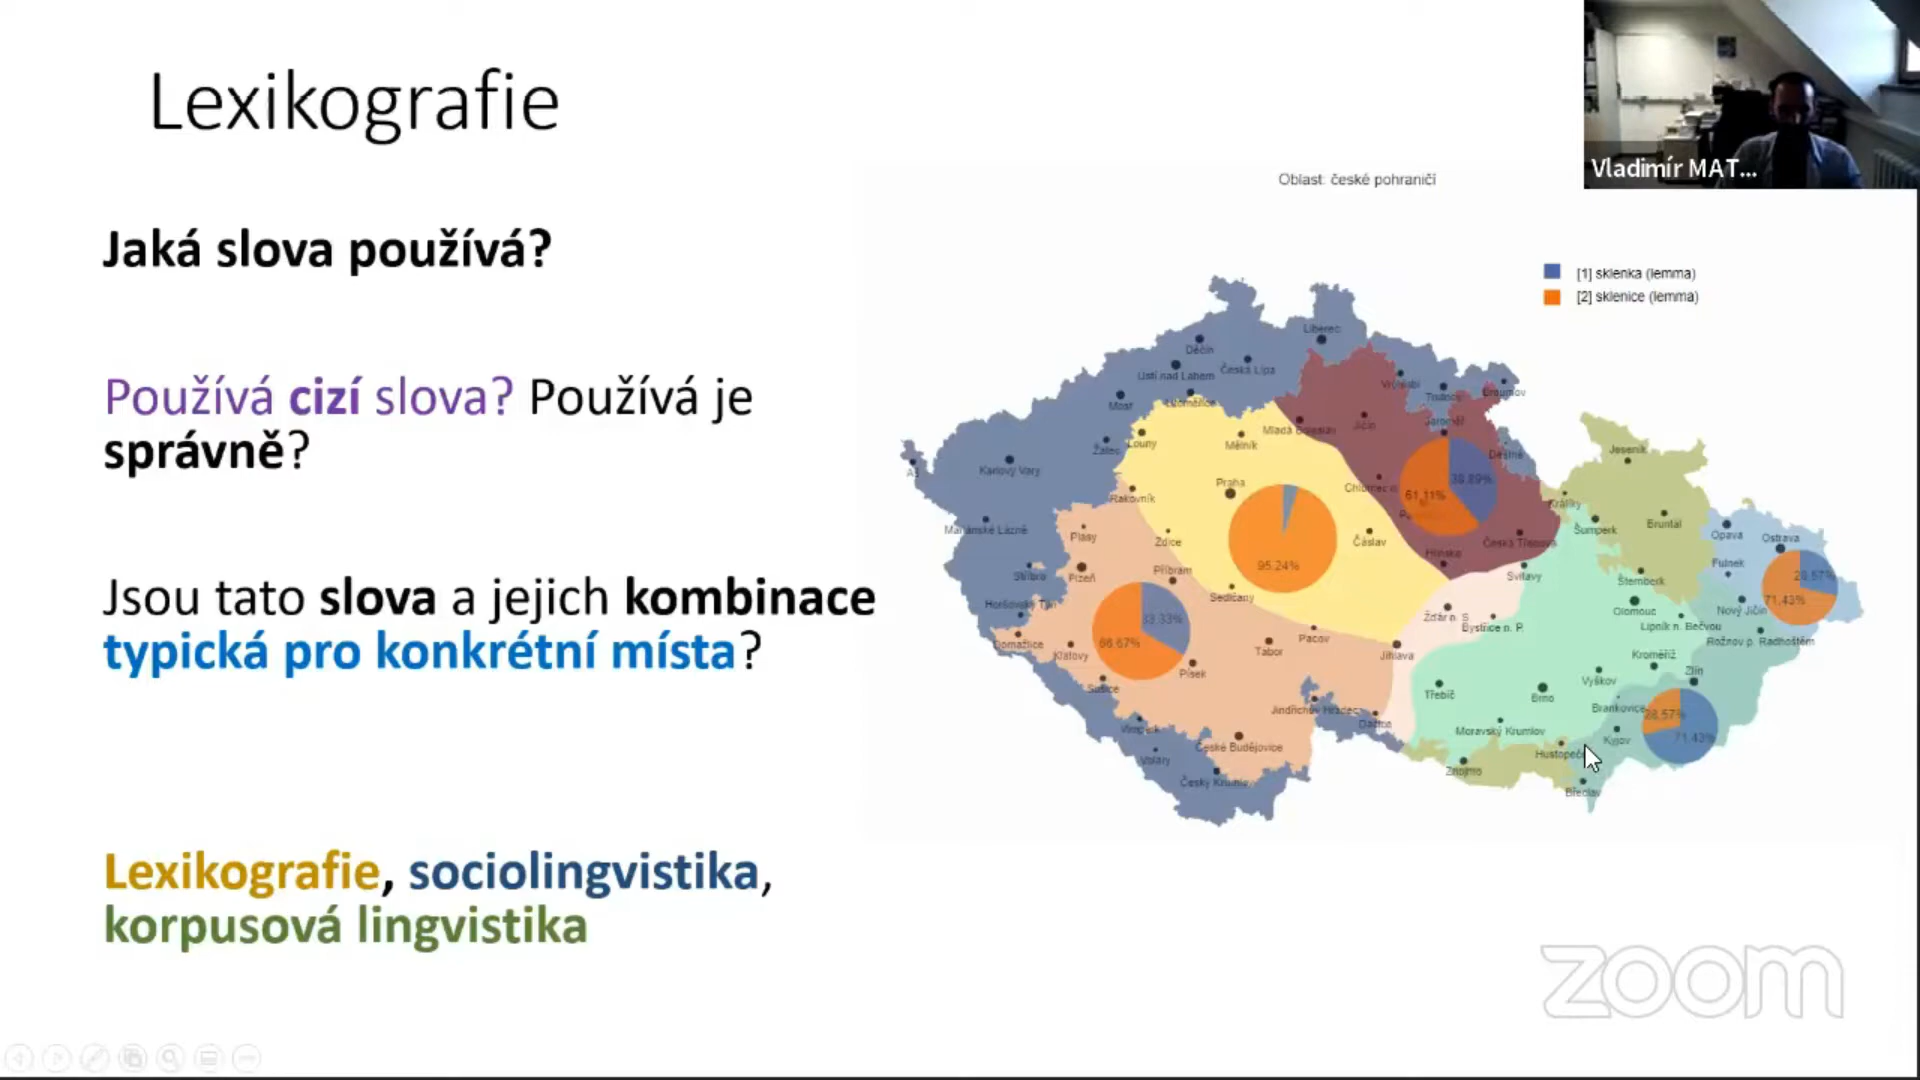 Lexikografie
Vladimír MAT...
Oblast: české pohraničí
Jaká slova používá?
[1] sklenka (lemma)
[2] sklenice (lemma)
Používá cizí slova? Používá je
správně?
Jsou tato slova a jejich kombinace
typická pro konkrétní místa?
Lexikografie, sociolingvistika,
korpusová lingvistika
Liberec
Děčín
Ústí nad Labem
Česká Lípa
Vrchlabí
Trutnov
Broumov
Most
Litoměřice
Mladá Boleslav
Jičín
Jaroměř
Louny
Žatec
Mělník
Deštné
Jeseník
Karlovy Vary
Praha
Rakovník
38.89%
61.11%
Králíky
Mariánské Lázně
Plasy
Zdice
Čáslav
Hlinsko
Česká Třebová
Šumperk
Bruntál
Opava
Ostrava
95.24%
Stříbro
Plzeň
Příbram
Sedlčany
Svitavy
Šternberk
Fulnek
28.57%
71.43%
Horšovský Týn
33.33%
66.67%
Žďár n. S.
Bystřice n. P.
Olomouc
Lipník n. Bečvou
Nový Jičín
Rožnov p. Radhoštěm
Domažlice
Klatovy
Písek
Tábor
Pacov
Jihlava
Kroměříž
Zlín
Sušice
Třebíč
Brno
Vyškov
Jindřichův Hradec
Dačice
Brankovice
28.57%
71.43%
Vimperk
České Budějovice
Moravský Krumlov
Kyjov
Volary
Český Krumlov
Znojmo
Hustopeče
Břeclav
zoom